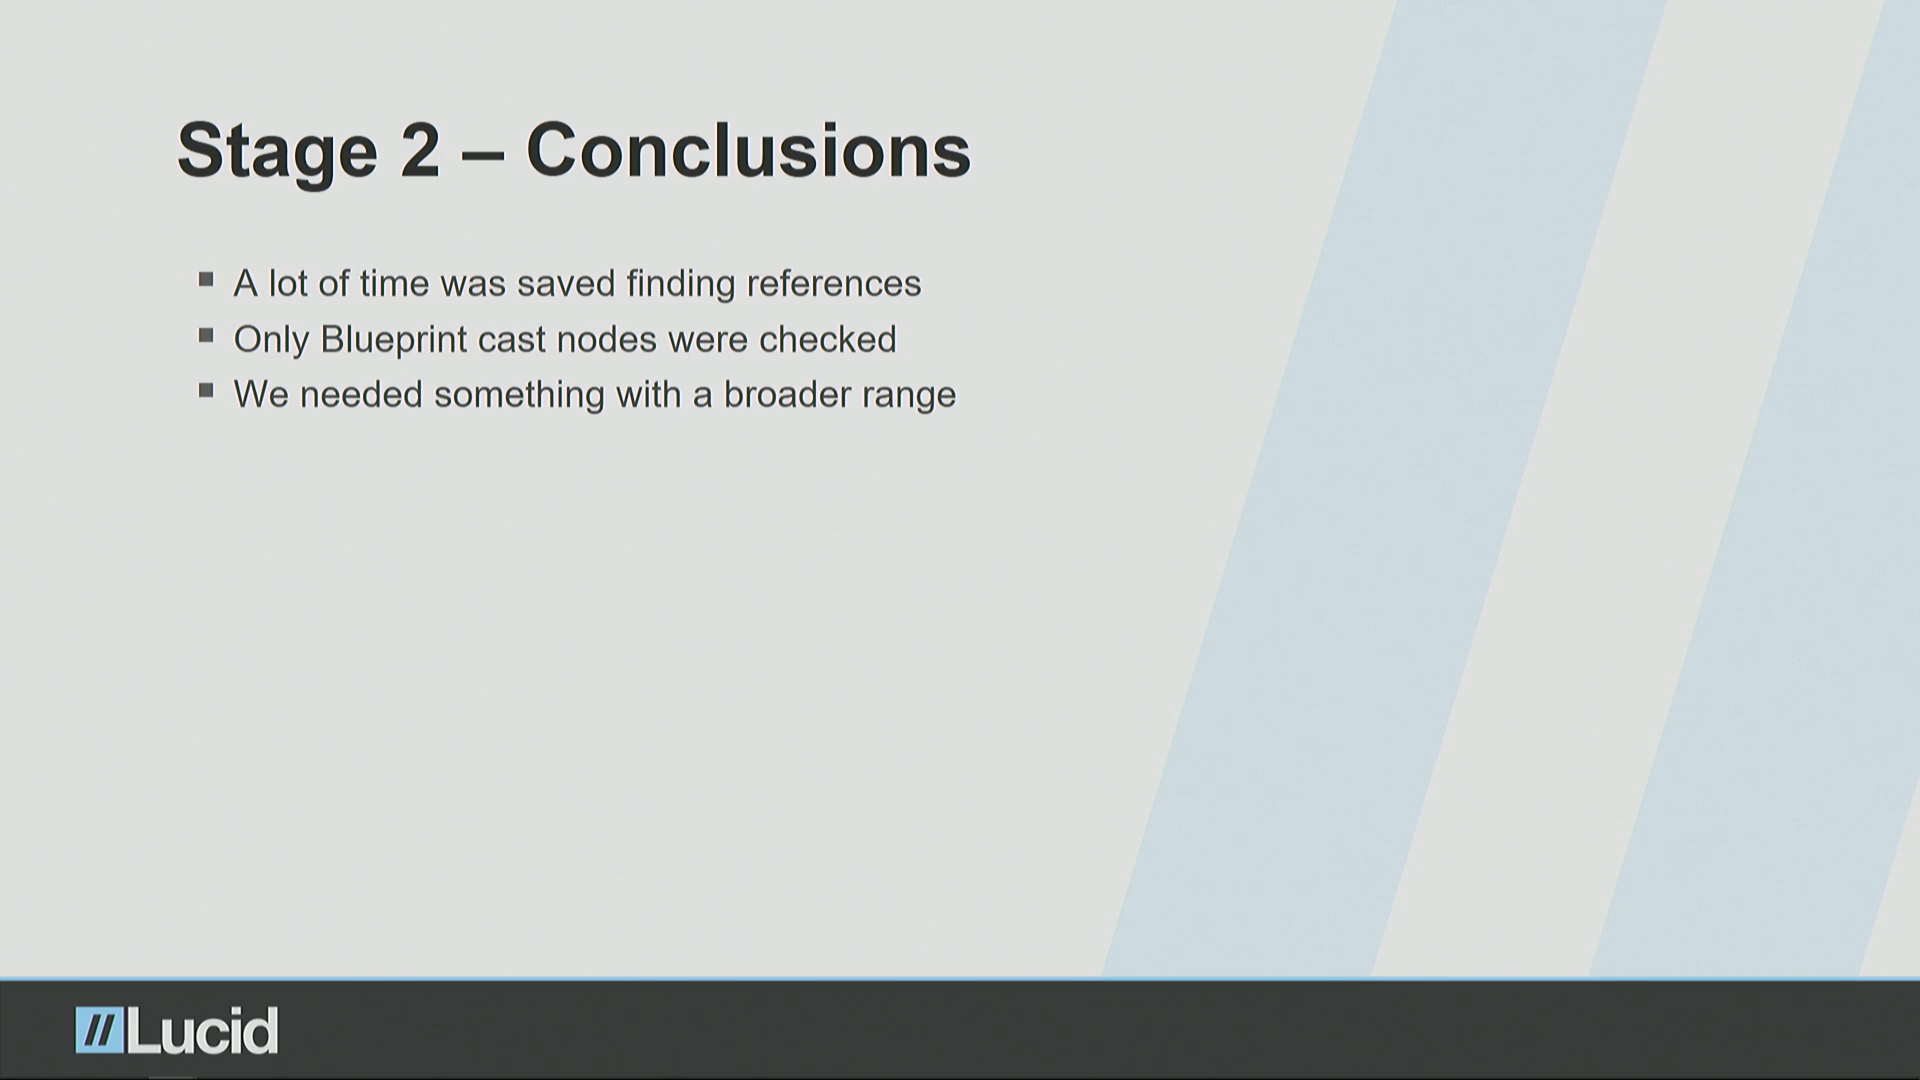 Stage 2 – Conclusions
A lot of time was saved finding references
Only Blueprint cast nodes were checked
We needed something with a broader range
//Lucid